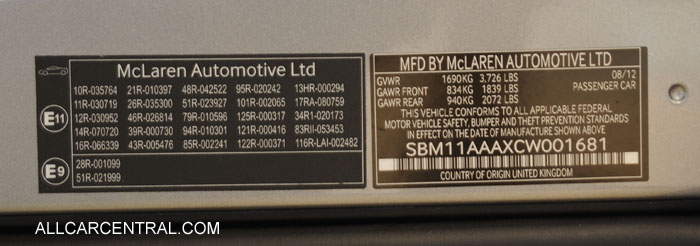 McLaren Automotive Ltd
10R-035764 21R-010397 48R-042522 95R-020242 13HR-000294
11R-030719 26R-035300 51R-023927 101R-002065 17RA-080759
E11 12R-030952 46R-026814 79R-010596 125R-000317 34R1-020173
14R-070720 39R-000730 94R-010301 121R-000416 83RII-053453
16R-066339 43R-005476 85R-002241 122R-000371 116R-LAI-002482
E9 28R-001099
51R-021999
MFD BY McLAREN AUTOMOTIVE LTD
GVWR 1690KG 3,726 LBS 08/12
GAWR FRONT 834KG 1839 LBS PASSENGER CAR
GAWR REAR 940KG 2072 LBS
THIS VEHICLE CONFORMS TO ALL APPLICABLE FEDERAL
MOTOR VEHICLE SAFETY, BUMPER AND THEFT PREVENTION STANDARDS
IN EFFECT ON THE DATE OF MANUFACTURE SHOWN ABOVE
SBM11AAAXCW001681
COUNTRY OF ORIGIN UNITED KINGDOM
ALLCARCENTRAL.COM